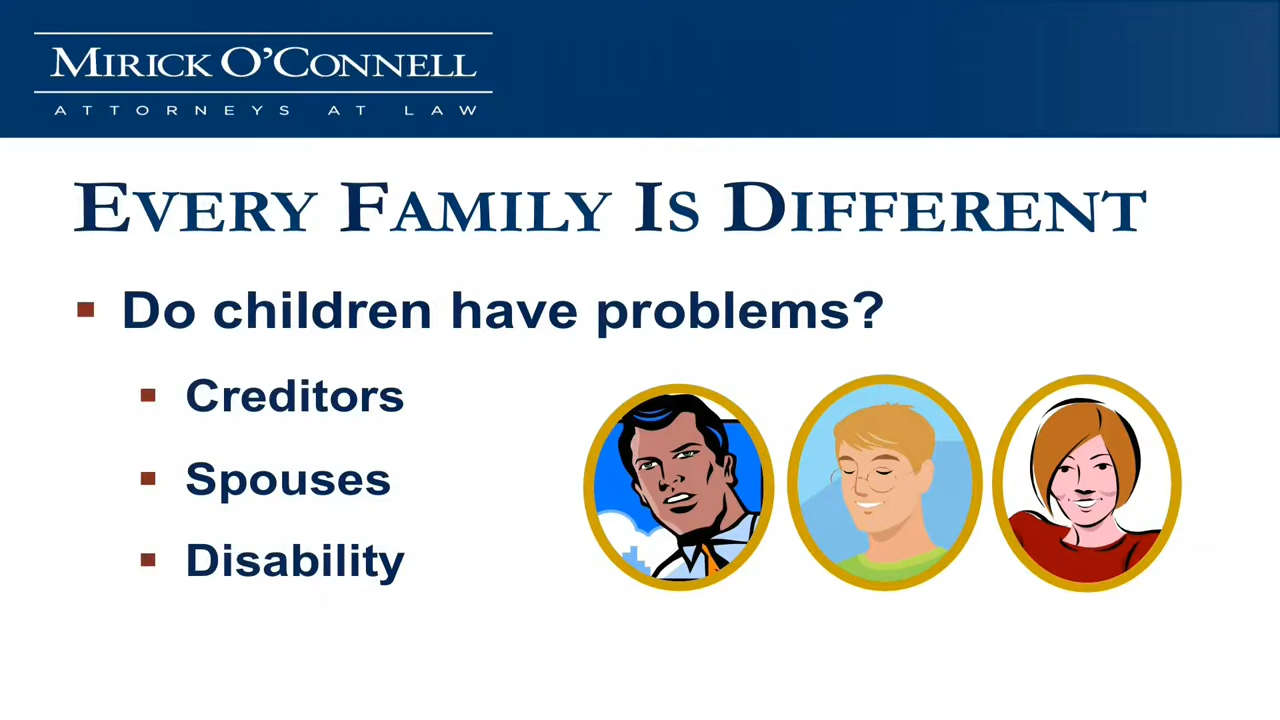 MIRICK O'CONNELL
ATTORNEYS AT LAW
EVERY FAMILY IS DIFFERENT
Do children have problems?
Creditors
Spouses
Disability